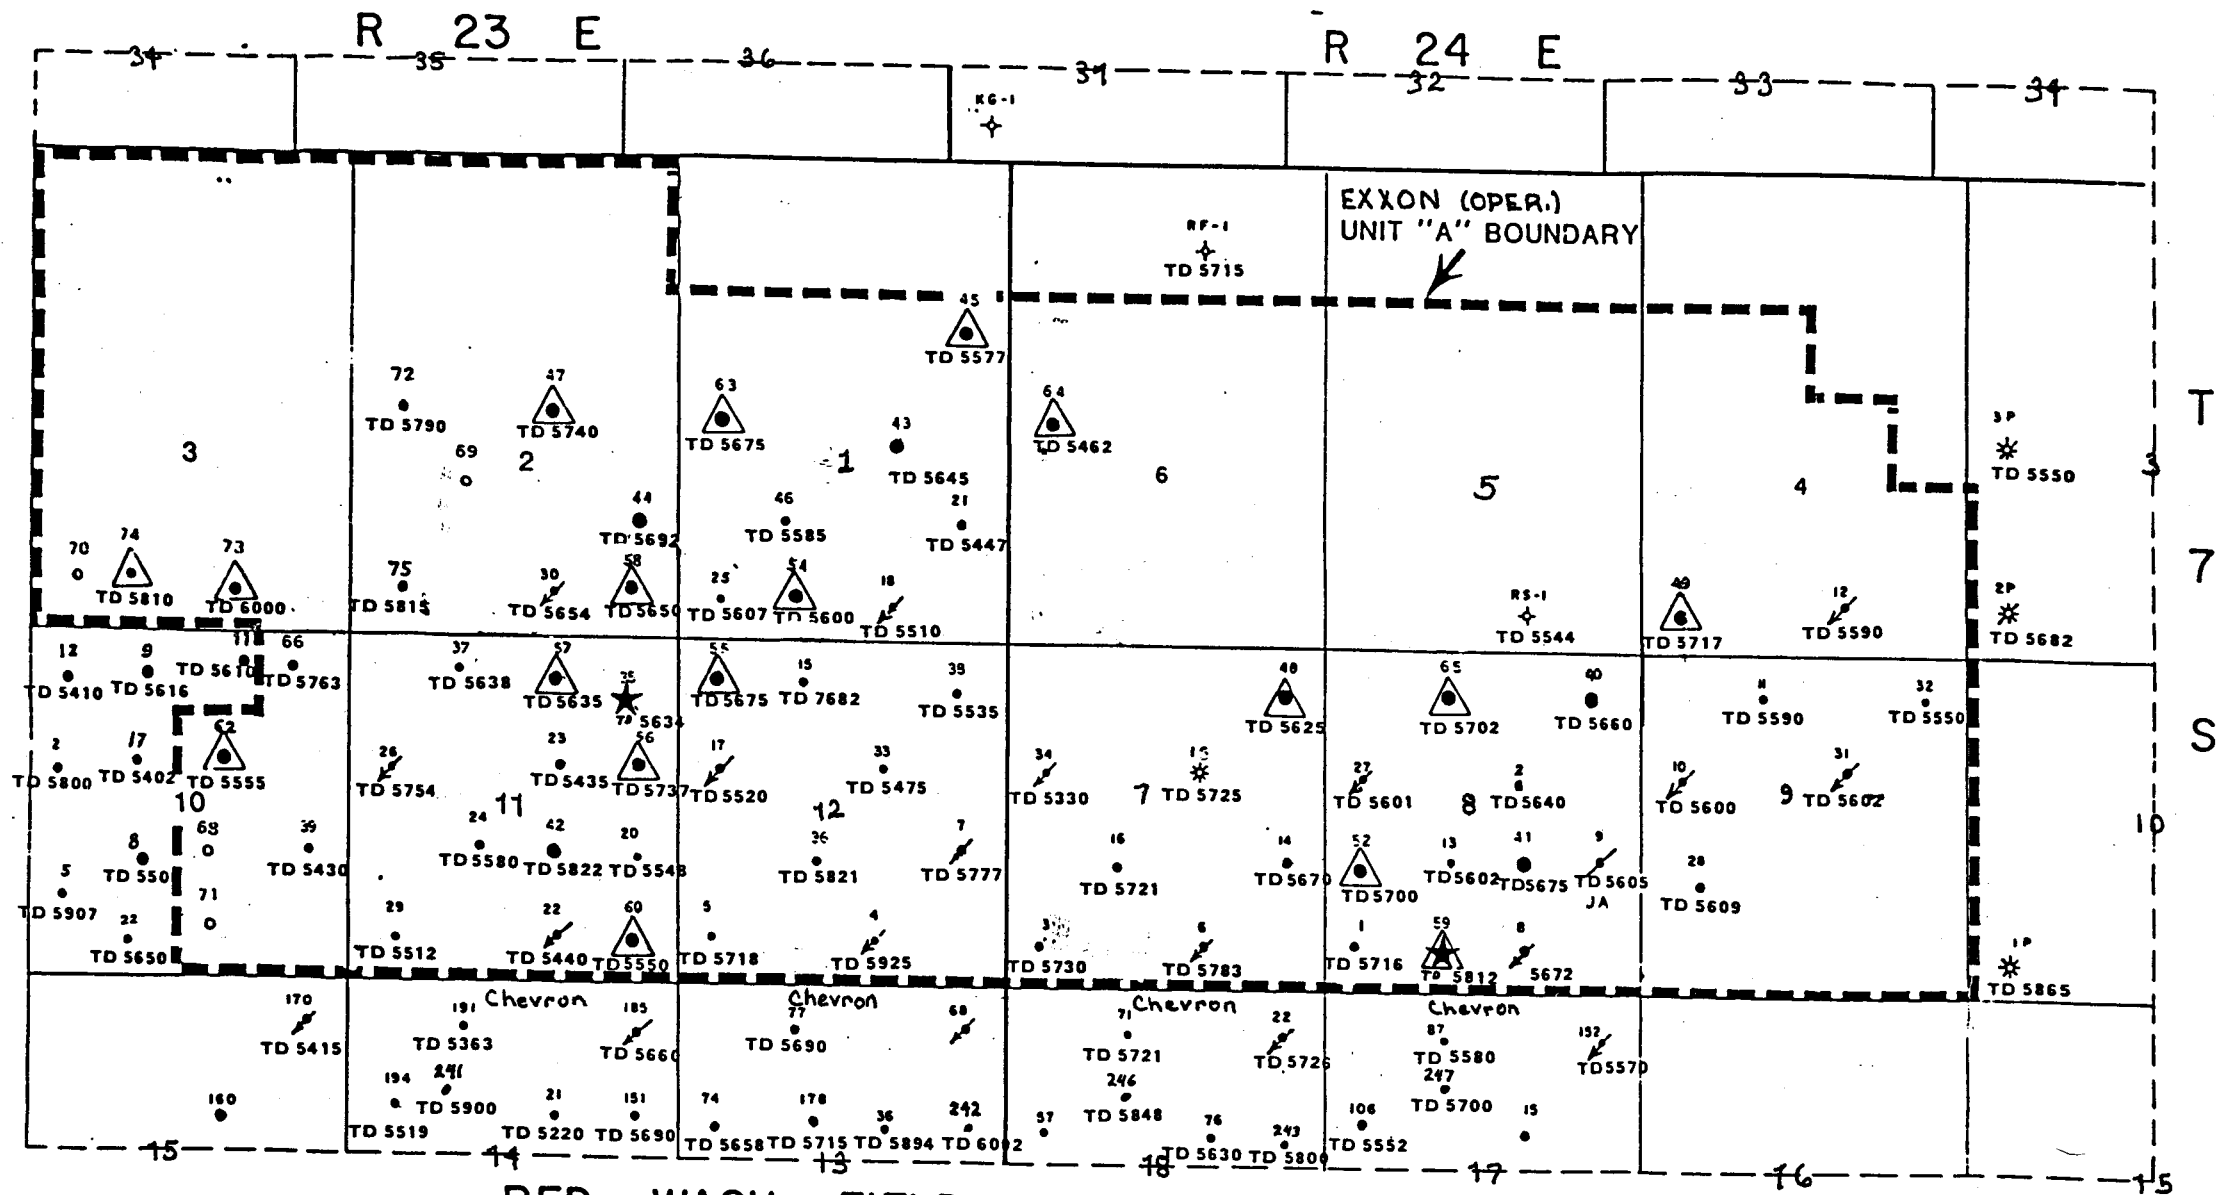 R 23 E
R 24 E
34
35
36
31
32
33
34
KG-1
EXXON (OPER.)
UNIT "A" BOUNDARY
RF-1
TD 5715
45
TD 5577
72
TD 5790
47
TD 5740
63
TD 5675
43
TD 5645
64
TD 5462
3P
TD 5550
T
7
S
3
69
2
1
6
5
4
3
44
TD 5692
46
TD 5585
21
TD 5447
70
74
TD 5810
73
TD 6000
75
TD 5815
30
TD 5654
58
TD 5650
25
TD 5607
54
TD 5600
18
TD 5510
RS-1
TD 5544
49
TD 5717
12
TD 5590
2P
TD 5682
12
TD 5410
9
TD 5616
11
TD 5610
66
TD 5763
37
TD 5638
57
TD 5635
35
TD 5634
55
TD 5675
15
TD 7682
38
TD 5535
48
TD 5625
65
TD 5702
40
TD 5660
11
TD 5590
32
TD 5550
2
TD 5800
17
TD 5402
62
TD 5555
26
TD 5754
23
TD 5435
56
TD 5737
17
TD 5520
33
TD 5475
34
TD 5330
TD 5725
27
TD 5601
2
TD 5640
10
TD 5600
31
TD 5602
10
11
12
7
8
9
10
8
TD 550
68
39
TD 5430
24
TD 5580
42
TD 5822
20
TD 5548
36
TD 5821
7
TD 5777
16
TD 5721
14
TD 5670
52
TD 5700
13
TD 5602
41
TD 5675
9
TD 5605
JA
28
TD 5609
5
TD 5907
22
TD 5650
71
29
TD 5512
22
TD 5440
60
TD 5550
5
TD 5718
4
TD 5925
3
TD 5730
6
TD 5783
1
TD 5716
59
TD 5812
8
5672
1P
TD 5865
Chevron
Chevron
Chevron
Chevron
170
TD 5415
191
TD 5363
185
TD 5660
77
TD 5690
68
71
TD 5721
22
TD 5726
87
TD 5580
152
TD 5570
160
194
TD 5519
241
TD 5900
21
TD 5220
151
TD 5690
74
TD 5658
178
TD 5715
36
TD 5894
242
TD 6002
57
246
TD 5848
76
TD 5630
243
TD 5800
106
TD 5552
247
TD 5700
15
15
14
13
18
17
16
15
RED WASH FIELD